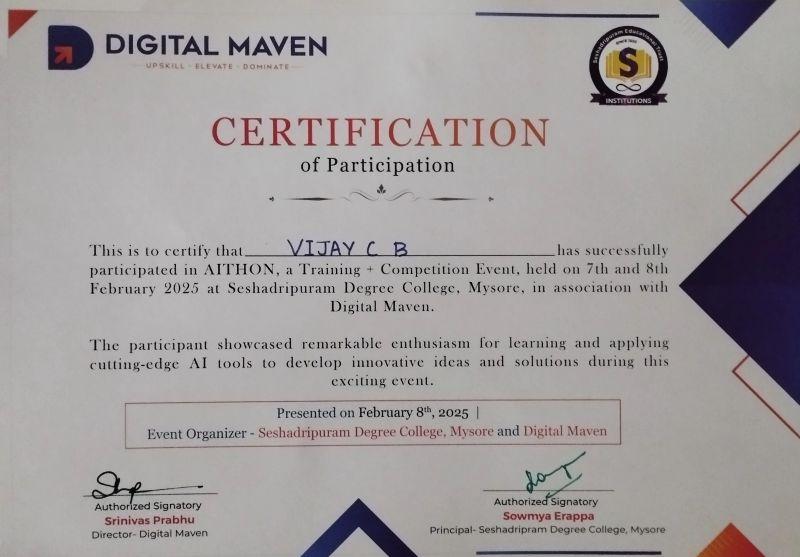 DIGITAL MAVEN
UPSKILL - ELEVATE - DOMINATE
Seshadripuram Educational Trust
SINCE 1930
S
INSTITUTIONS
CERTIFICATION
of Participation
This is to certify that VIJAY C B has successfully
participated in AITHON, a Training + Competition Event, held on 7th and 8th
February 2025 at Seshadripuram Degree College, Mysore, in association with
Digital Maven.
The participant showcased remarkable enthusiasm for learning and applying
cutting-edge AI tools to develop innovative ideas and solutions during this
exciting event.
Presented on February 8th, 2025 |
Event Organizer - Seshadripuram Degree College, Mysore and Digital Maven
Authorized Signatory
Srinivas Prabhu
Director- Digital Maven
Authorized Signatory
Sowmya Erappa
Principal- Seshadripram Degree College, Mysore